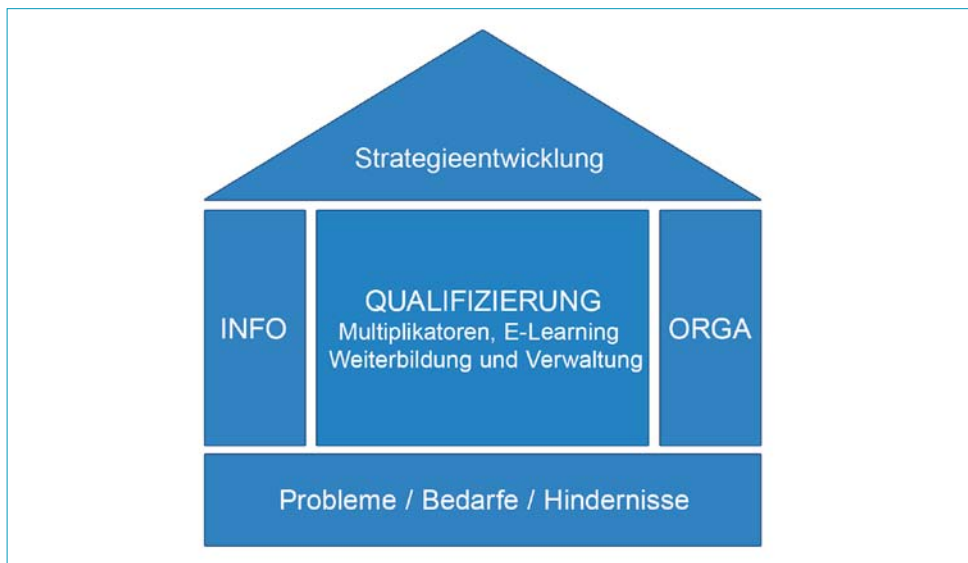 Strategieentwicklung
INFO
QUALIFIZIERUNG
Multiplikatoren, E-Learning
Weiterbildung und Verwaltung
ORGA
Probleme / Bedarfe / Hindernisse